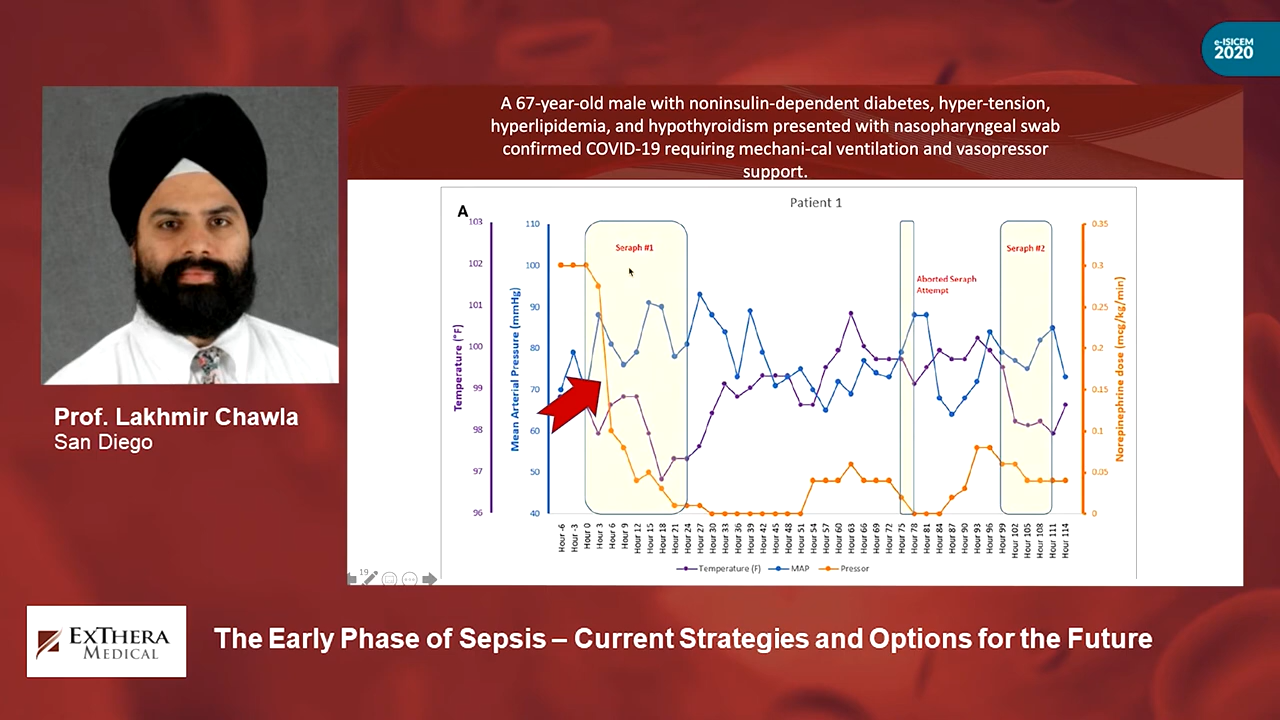 e-ISICEM
2020
A 67-year-old male with noninsulin-dependent diabetes, hyper-tension,
hyperlipidemia, and hypothyroidism presented with nasopharyngeal swab
confirmed COVID-19 requiring mechani-cal ventilation and vasopressor
support.
A
Patient 1
Temperature (°F)
103
102
101
100
99
98
97
96
Mean Arterial Pressure (mmHg)
110
100
90
80
70
60
50
40
Seraph #1
Aborted Seraph
Attempt
Seraph #2
0.35
0.3
0.25
0.2
0.15
0.1
0.05
0
Norepinephrine dose (mcg/kg/min)
Hour -6
Hour -3
Hour 0
Hour 3
Hour 6
Hour 9
Hour 12
Hour 15
Hour 18
Hour 21
Hour 24
Hour 27
Hour 30
Hour 33
Hour 36
Hour 39
Hour 42
Hour 45
Hour 48
Hour 51
Hour 54
Hour 57
Hour 60
Hour 63
Hour 66
Hour 69
Hour 72
Hour 75
Hour 78
Hour 81
Hour 84
Hour 87
Hour 90
Hour 93
Hour 96
Hour 99
Hour 102
Hour 105
Hour 108
Hour 111
Hour 114
Temperature (F)
MAP
Pressor
19
Prof. Lakhmir Chawla
San Diego
EXTHERA
MEDICAL
The Early Phase of Sepsis – Current Strategies and Options for the Future